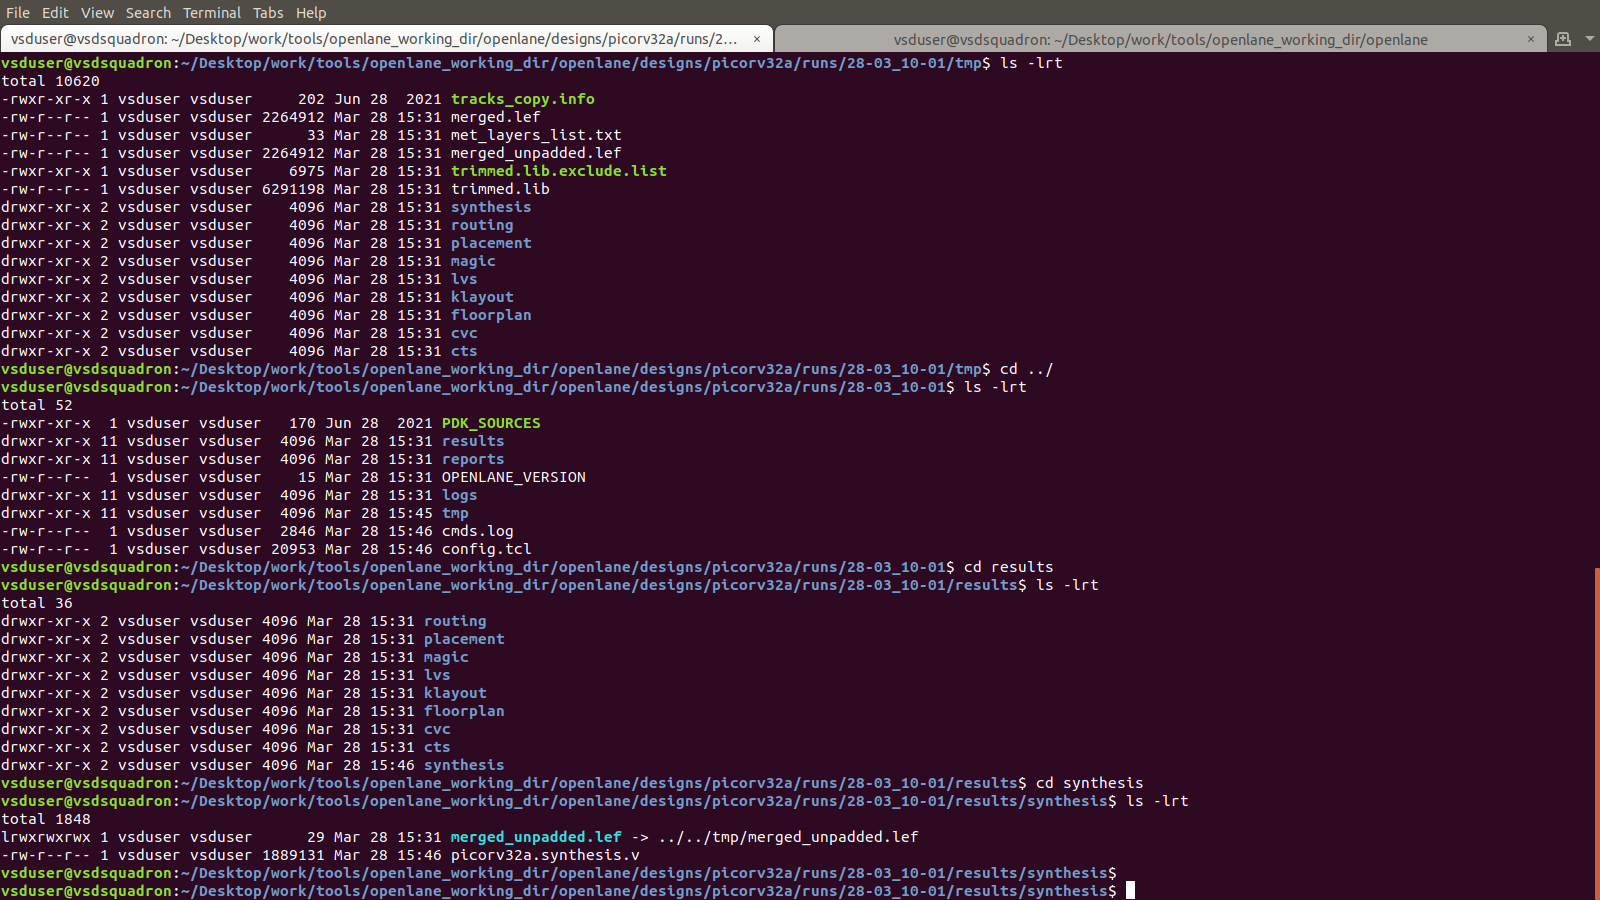 File Edit View Search Terminal Tabs Help
vsduser@vsdsquadron: ~/Desktop/work/tools/openlane_working_dir/openlane/designs/picorv32a/runs/2... × vsduser@vsdsquadron: ~/Desktop/work/tools/openlane_working_dir/openlane ×
vsduser@vsdsquadron:~/Desktop/work/tools/openlane_working_dir/openlane/designs/picorv32a/runs/28-03_10-01/tmp$ ls -lrt
total 10620
-rwxr-xr-x 1 vsduser vsduser     202 Jun 28  2021 tracks_copy.info
-rw-r--r-- 1 vsduser vsduser 2264912 Mar 28 15:31 merged.lef
-rw-r--r-- 1 vsduser vsduser      33 Mar 28 15:31 met_layers_list.txt
-rw-r--r-- 1 vsduser vsduser 2264912 Mar 28 15:31 merged_unpadded.lef
-rwxr-xr-x 1 vsduser vsduser    6975 Mar 28 15:31 trimmed.lib.exclude.list
-rw-r--r-- 1 vsduser vsduser 6291198 Mar 28 15:31 trimmed.lib
drwxr-xr-x 2 vsduser vsduser    4096 Mar 28 15:31 synthesis
drwxr-xr-x 2 vsduser vsduser    4096 Mar 28 15:31 routing
drwxr-xr-x 2 vsduser vsduser    4096 Mar 28 15:31 placement
drwxr-xr-x 2 vsduser vsduser    4096 Mar 28 15:31 magic
drwxr-xr-x 2 vsduser vsduser    4096 Mar 28 15:31 lvs
drwxr-xr-x 2 vsduser vsduser    4096 Mar 28 15:31 klayout
drwxr-xr-x 2 vsduser vsduser    4096 Mar 28 15:31 floorplan
drwxr-xr-x 2 vsduser vsduser    4096 Mar 28 15:31 cvc
drwxr-xr-x 2 vsduser vsduser    4096 Mar 28 15:31 cts
vsduser@vsdsquadron:~/Desktop/work/tools/openlane_working_dir/openlane/designs/picorv32a/runs/28-03_10-01/tmp$ cd ../
vsduser@vsdsquadron:~/Desktop/work/tools/openlane_working_dir/openlane/designs/picorv32a/runs/28-03_10-01$ ls -lrt
total 52
-rwxr-xr-x  1 vsduser vsduser   170 Jun 28  2021 PDK_SOURCES
drwxr-xr-x 11 vsduser vsduser  4096 Mar 28 15:31 results
drwxr-xr-x 11 vsduser vsduser  4096 Mar 28 15:31 reports
-rw-r--r--  1 vsduser vsduser    15 Mar 28 15:31 OPENLANE_VERSION
drwxr-xr-x 11 vsduser vsduser  4096 Mar 28 15:31 logs
drwxr-xr-x 11 vsduser vsduser  4096 Mar 28 15:45 tmp
-rw-r--r--  1 vsduser vsduser  2846 Mar 28 15:46 cmds.log
-rw-r--r--  1 vsduser vsduser 20953 Mar 28 15:46 config.tcl
vsduser@vsdsquadron:~/Desktop/work/tools/openlane_working_dir/openlane/designs/picorv32a/runs/28-03_10-01$ cd results
vsduser@vsdsquadron:~/Desktop/work/tools/openlane_working_dir/openlane/designs/picorv32a/runs/28-03_10-01/results$ ls -lrt
total 36
drwxr-xr-x 2 vsduser vsduser 4096 Mar 28 15:31 routing
drwxr-xr-x 2 vsduser vsduser 4096 Mar 28 15:31 placement
drwxr-xr-x 2 vsduser vsduser 4096 Mar 28 15:31 magic
drwxr-xr-x 2 vsduser vsduser 4096 Mar 28 15:31 lvs
drwxr-xr-x 2 vsduser vsduser 4096 Mar 28 15:31 klayout
drwxr-xr-x 2 vsduser vsduser 4096 Mar 28 15:31 floorplan
drwxr-xr-x 2 vsduser vsduser 4096 Mar 28 15:31 cvc
drwxr-xr-x 2 vsduser vsduser 4096 Mar 28 15:31 cts
drwxr-xr-x 2 vsduser vsduser 4096 Mar 28 15:46 synthesis
vsduser@vsdsquadron:~/Desktop/work/tools/openlane_working_dir/openlane/designs/picorv32a/runs/28-03_10-01/results$ cd synthesis
vsduser@vsdsquadron:~/Desktop/work/tools/openlane_working_dir/openlane/designs/picorv32a/runs/28-03_10-01/results/synthesis$ ls -lrt
total 1848
lrwxrwxrwx 1 vsduser vsduser      29 Mar 28 15:31 merged_unpadded.lef -> ../../tmp/merged_unpadded.lef
-rw-r--r-- 1 vsduser vsduser 1889131 Mar 28 15:46 picorv32a.synthesis.v
vsduser@vsdsquadron:~/Desktop/work/tools/openlane_working_dir/openlane/designs/picorv32a/runs/28-03_10-01/results/synthesis$
vsduser@vsdsquadron:~/Desktop/work/tools/openlane_working_dir/openlane/designs/picorv32a/runs/28-03_10-01/results/synthesis$